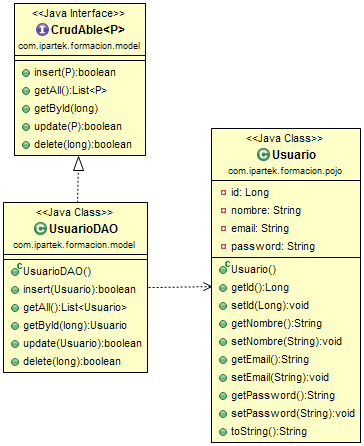 <<Java Interface>>
CrudAble<P>
com.ipartek.formacion.model
insert(P):boolean
getAll():List<P>
getById(long)
update(P):boolean
delete(long):boolean
<<Java Class>>
UsuarioDAO
com.ipartek.formacion.model
UsuarioDAO()
insert(Usuario):boolean
getAll():List<Usuario>
getById(long):Usuario
update(Usuario):boolean
delete(long):boolean
<<Java Class>>
Usuario
com.ipartek.formacion.pojo
id: Long
nombre: String
email: String
password: String
Usuario()
getId():Long
setId(Long):void
getNombre():String
setNombre(String):void
getEmail():String
setEmail(String):void
getPassword():String
setPassword(String):void
toString():String